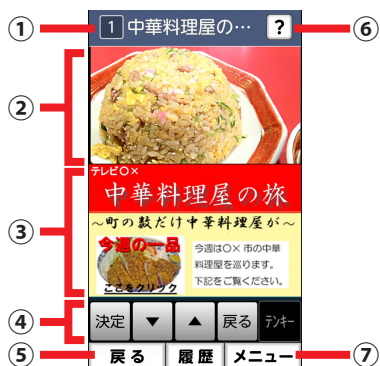 ① 1 中華料理屋の… ? ⑥
②
テレビ〇×
③ 中華料理屋の旅
～町の数だけ中華料理屋が～
今週の一品
ここをクリック
今週は〇× 市の中華
料理屋を巡ります。
下記をご覧ください。
④ 決定 ▼ ▲ 戻る テンキー
⑤ 戻る 履歴 メニュー ⑦